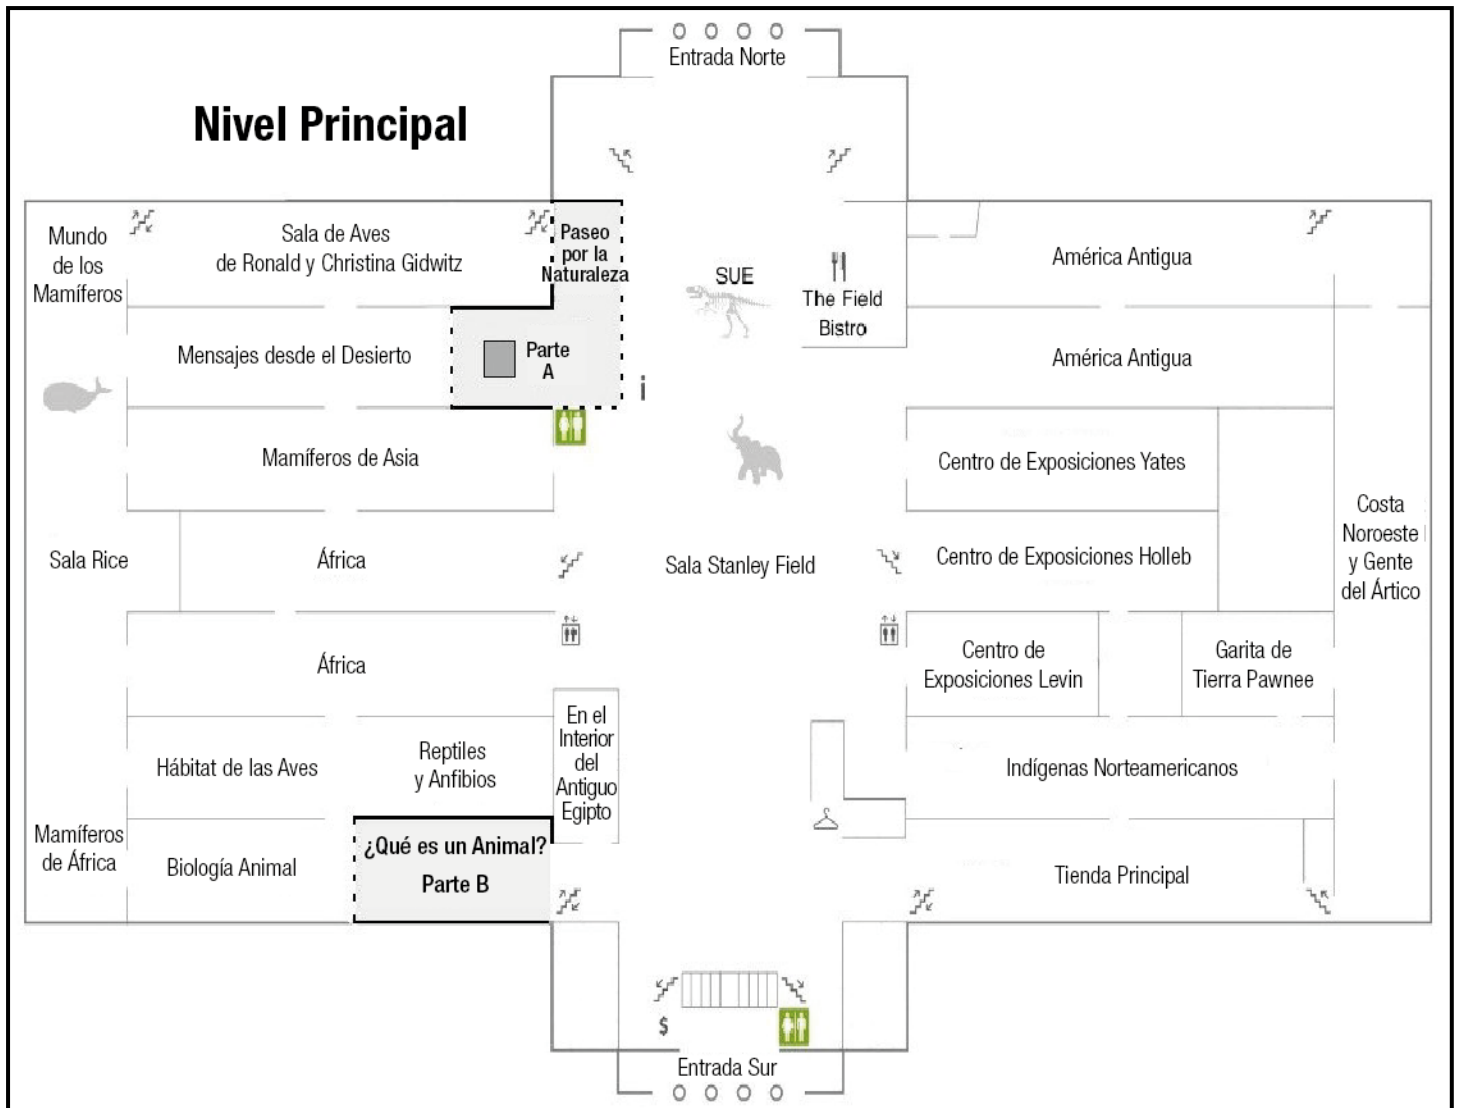 Entrada Norte
Nivel Principal
Mundo
de los
Mamíferos
Sala de Aves
de Ronald y Christina Gidwitz
Paseo
por la
Naturaleza
SUE
The Field
Bistro
América Antigua
Mensajes desde el Desierto
Parte
A
i
América Antigua
Mamíferos de Asia
Centro de Exposiciones Yates
Sala Rice
África
Sala Stanley Field
Centro de Exposiciones Holleb
Costa
Noroeste
y Gente
del Ártico
África
Centro de
Exposiciones Levin
Garita de
Tierra Pawnee
Hábitat de las Aves
Reptiles
y Anfibios
En el
Interior
del
Antiguo
Egipto
Indígenas Norteamericanos
Mamíferos
de África
Biología Animal
¿Qué es un Animal?
Parte B
Tienda Principal
$
Entrada Sur